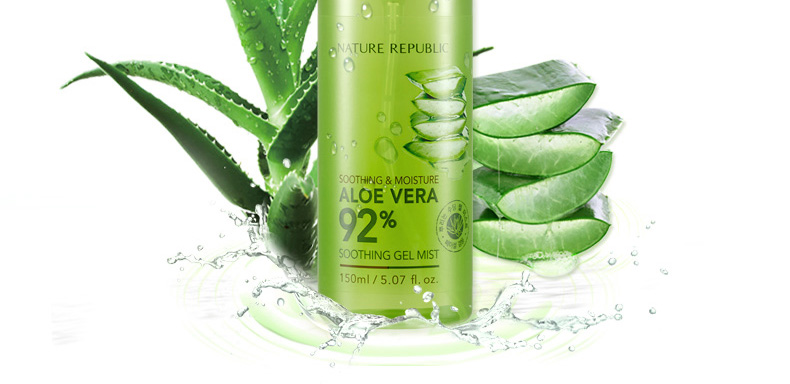 NATURE REPUBLIC
SOOTHING & MOISTURE
ALOE VERA
92%
SOOTHING GEL MIST
150ml / 5.07 fl. oz.